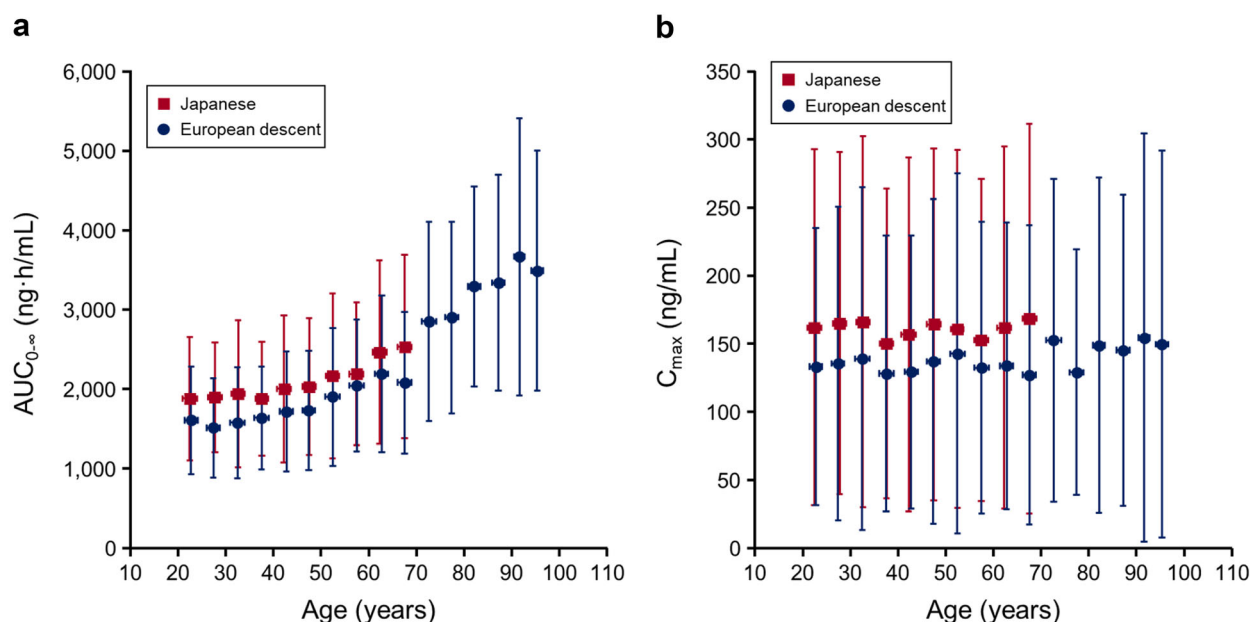 a
6,000
5,000
4,000
3,000
2,000
1,000
0
AUC0-∞ (ng·h/mL)
Japanese
European descent
10 20 30 40 50 60 70 80 90 100 110
Age (years)
b
350
300
250
200
150
100
50
0
Cmax (ng/mL)
Japanese
European descent
10 20 30 40 50 60 70 80 90 100 110
Age (years)